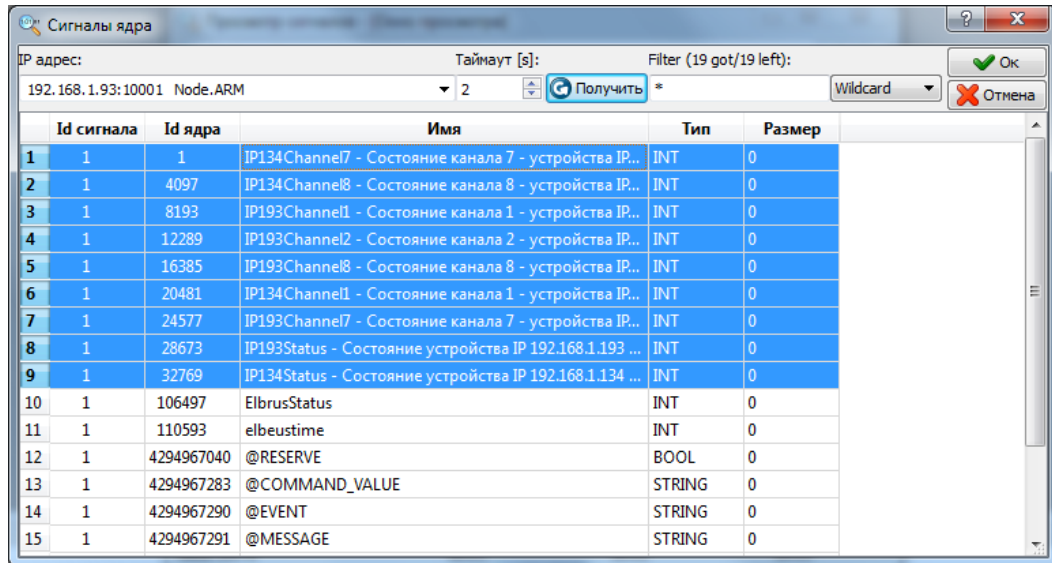 Сигналы ядра
IP адрес: Таймаут [s]: Filter (19 got/19 left): Ок
192.168.1.93:10001 Node.ARM 2 Получить * Wildcard Отмена
Id сигнала Id ядра Имя Тип Размер
1 1 1 IP134Channel7 - Состояние канала 7 - устройства IP... INT 0
2 1 4097 IP134Channel8 - Состояние канала 8 - устройства IP... INT 0
3 1 8193 IP193Channel1 - Состояние канала 1 - устройства IP... INT 0
4 1 12289 IP193Channel2 - Состояние канала 2 - устройства IP... INT 0
5 1 16385 IP193Channel8 - Состояние канала 8 - устройства IP... INT 0
6 1 20481 IP134Channel1 - Состояние канала 1 - устройства IP... INT 0
7 1 24577 IP193Channel7 - Состояние канала 7 - устройства IP... INT 0
8 1 28673 IP193Status - Состояние устройства IP 192.168.1.193 ... INT 0
9 1 32769 IP134Status - Состояние устройства IP 192.168.1.134 ... INT 0
10 1 106497 ElbrusStatus INT 0
11 1 110593 elbeustime INT 0
12 1 4294967040 @RESERVE BOOL 0
13 1 4294967283 @COMMAND_VALUE STRING 0
14 1 4294967290 @EVENT STRING 0
15 1 4294967291 @MESSAGE STRING 0